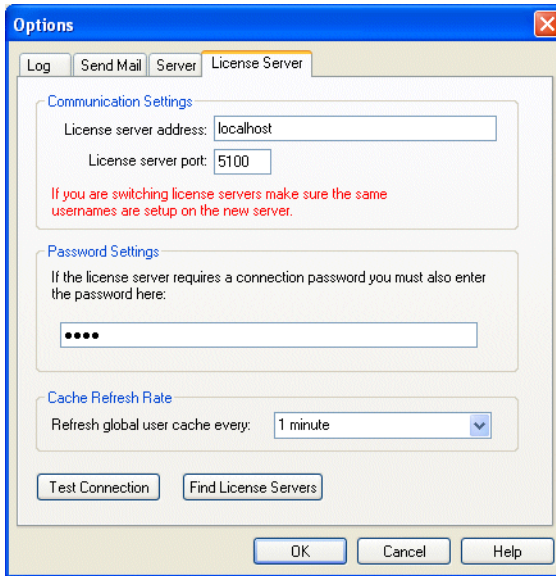 Options
Log Send Mail Server License Server
Communication Settings
License server address: localhost
License server port: 5100
If you are switching license servers make sure the same
usernames are setup on the new server.
Password Settings
If the license server requires a connection password you must also enter
the password here:
••••
Cache Refresh Rate
Refresh global user cache every: 1 minute
Test Connection Find License Servers
OK Cancel Help